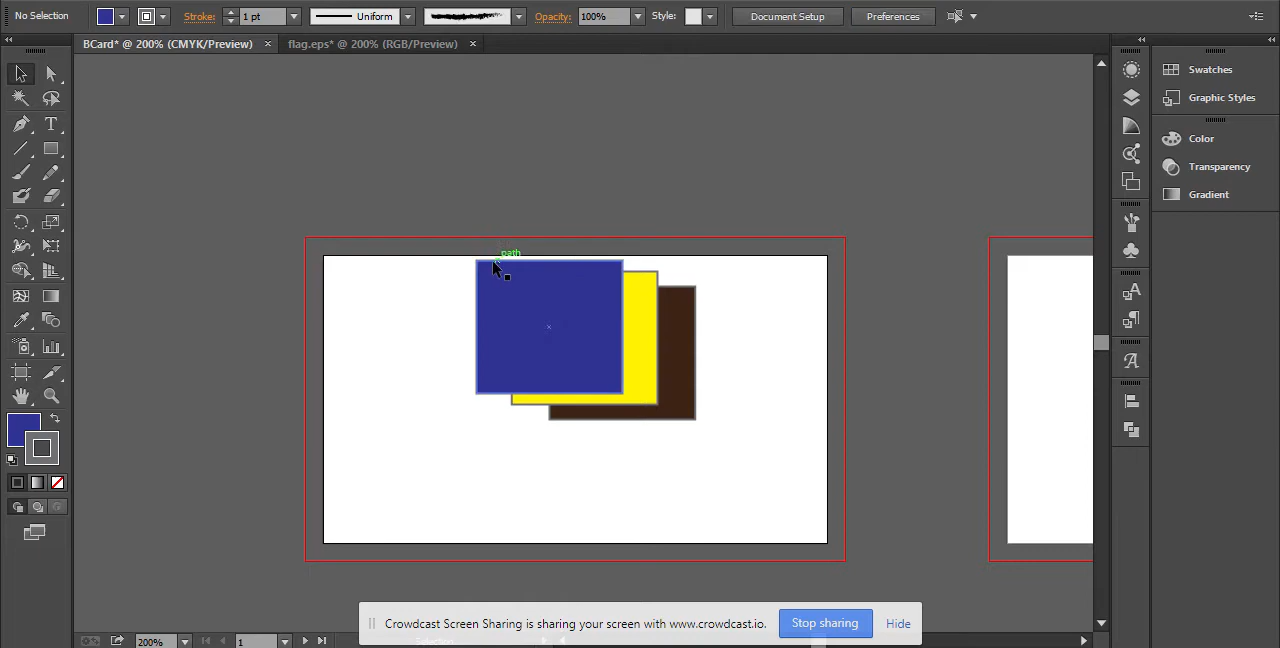 No Selection
Stroke: 1 pt Uniform Opacity: 100% Style: Document Setup Preferences
BCard* @ 200% (CMYK/Preview) × flag.eps* @ 200% (RGB/Preview) ×
Swatches
Graphic Styles
Color
Transparency
Gradient
path
Crowdcast Screen Sharing is sharing your screen with www.crowdcast.io. Stop sharing Hide
200% 1 Selection